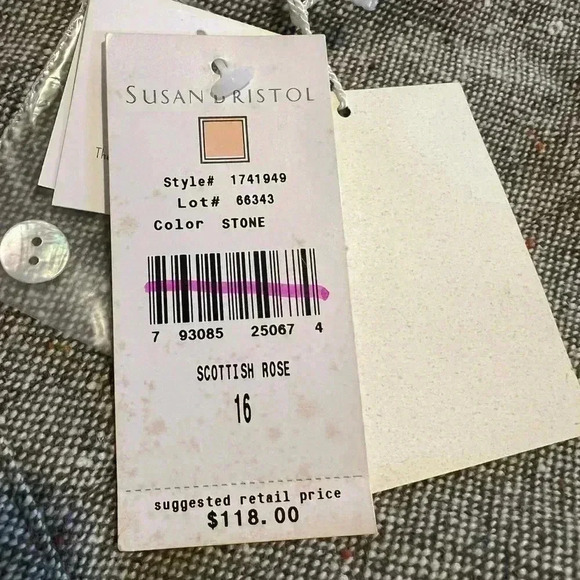 SUSAN BRISTOL
Style# 1741949
Lot# 66343
Color STONE
7 93085 25067 4
SCOTTISH ROSE
16
suggested retail price
$118.00